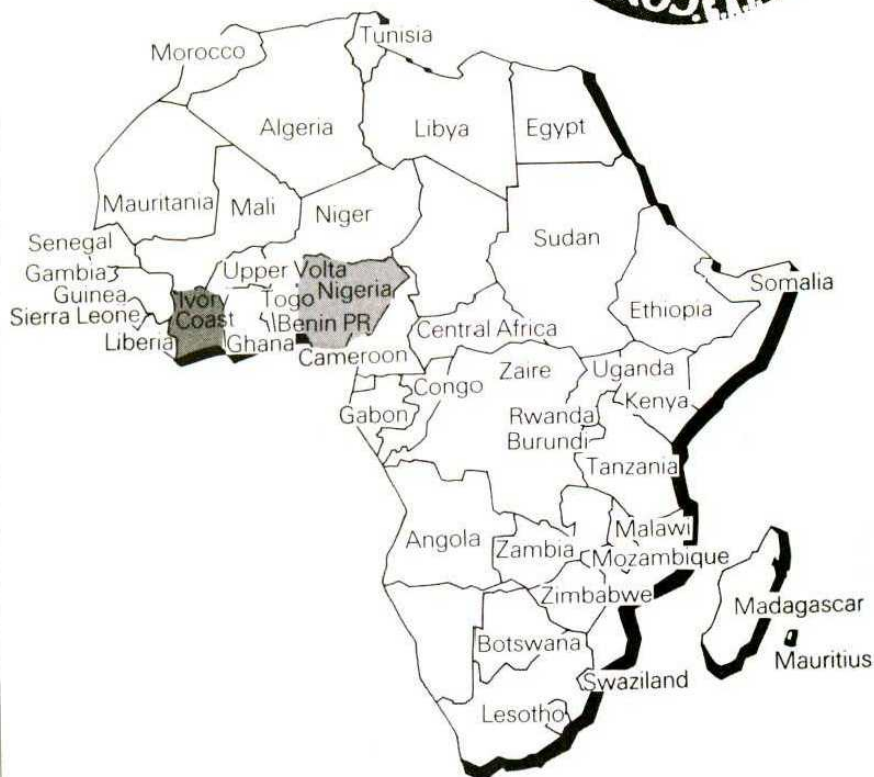 Tunisia
Morocco
Algeria
Libya
Egypt
Mauritania
Mali
Niger
Senegal
Sudan
Gambia
Upper Volta
Guinea
Ivory
Coast
Togo
Nigeria
Somalia
Sierra Leone
Benin PR
Ethiopia
Liberia
Ghana
Central Africa
Cameroon
Congo
Zaire
Uganda
Gabon
Rwanda
Kenya
Burundi
Tanzania
Angola
Zambia
Malawi
Mozambique
Zimbabwe
Madagascar
Botswana
Mauritius
Swaziland
Lesotho